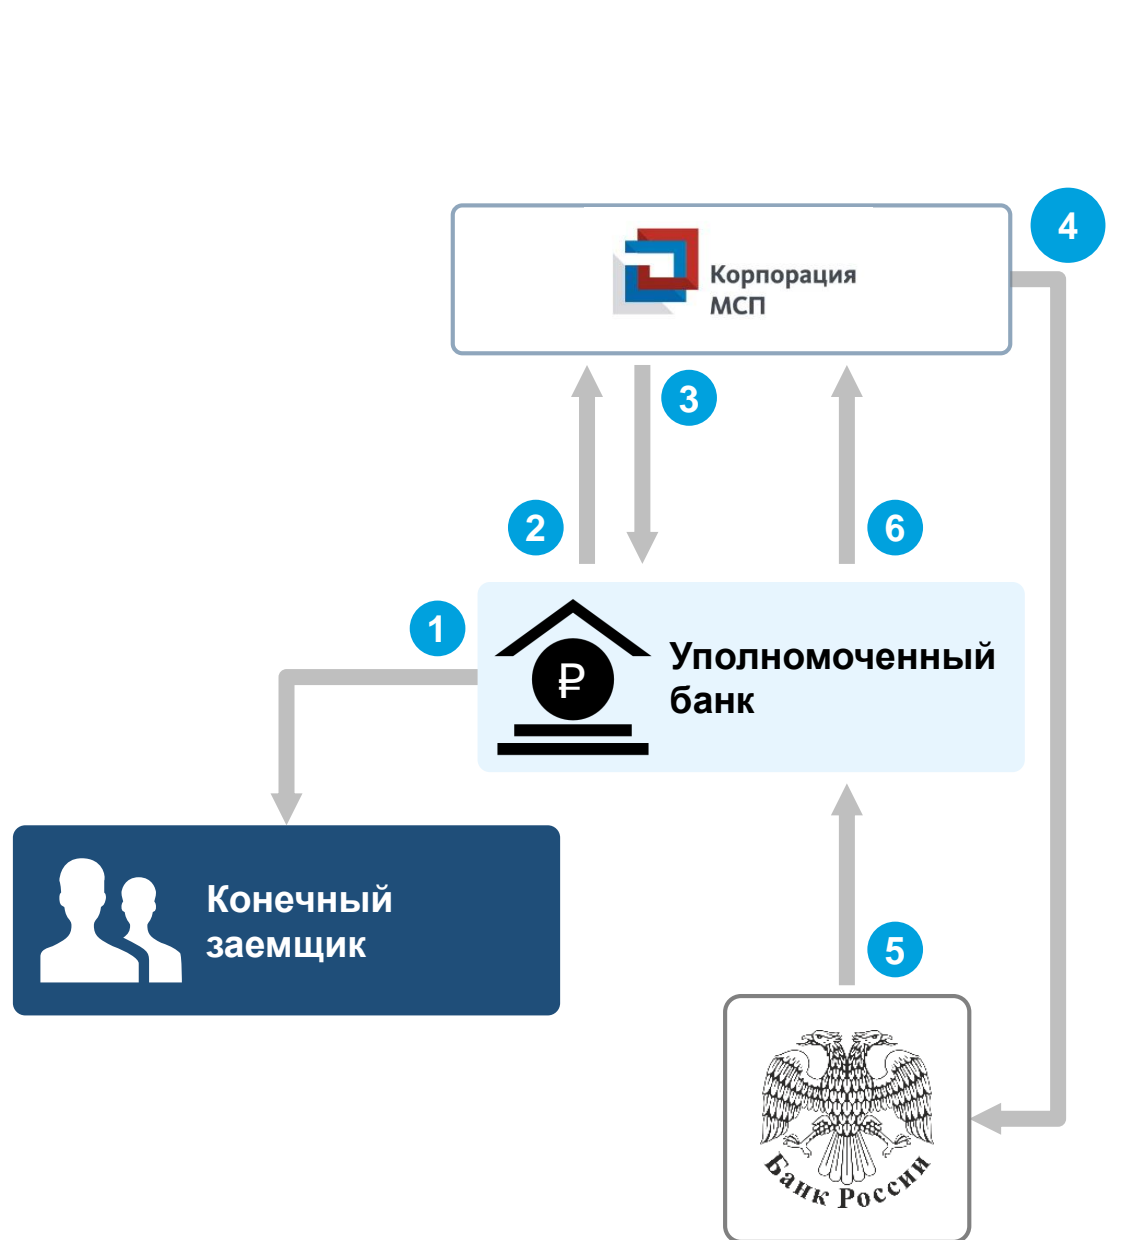 4
Корпорация
МСП
3
2
6
1
₽
Уполномоченный
банк
Конечный
заемщик
5
Банк России